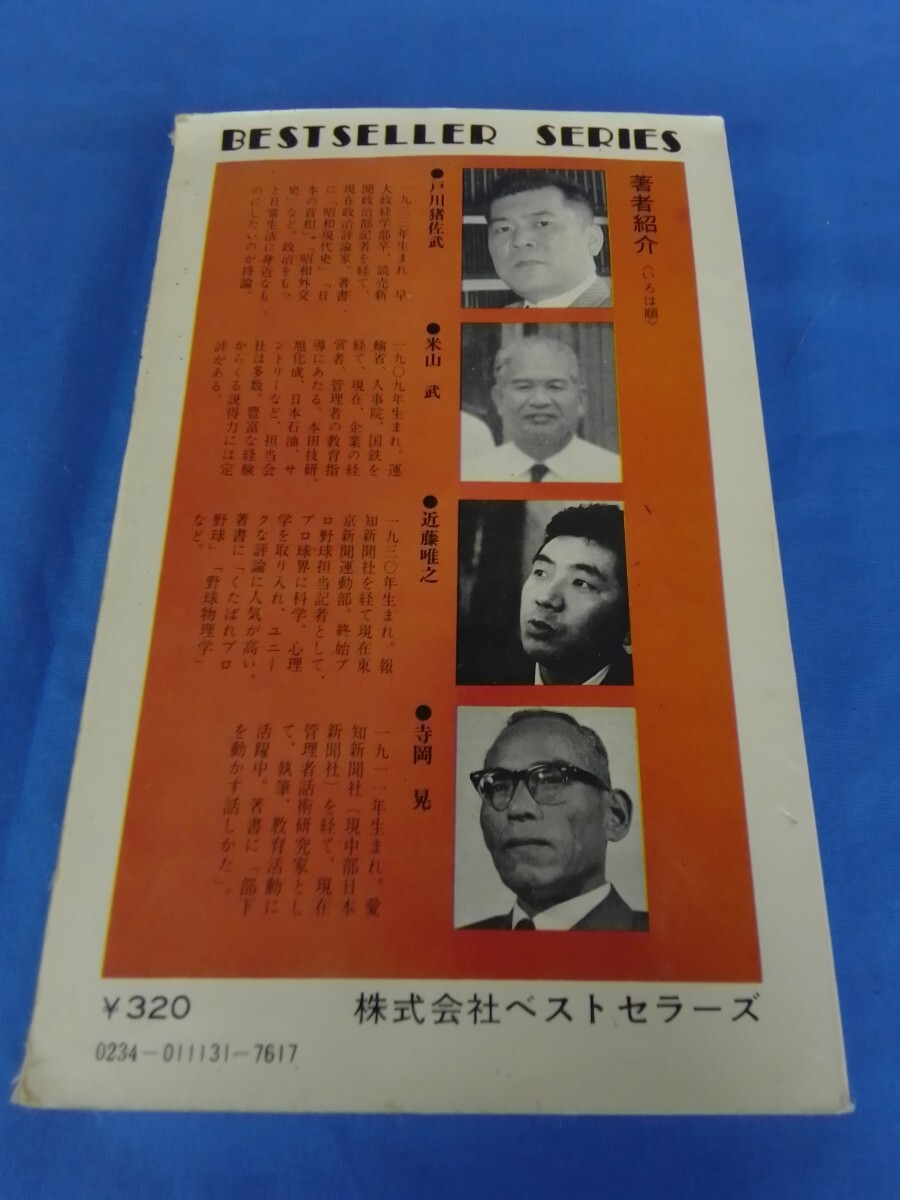 BESTSELLER SERIES
著者紹介〈いろは順〉
●戸川猪佐武
一九二三年生まれ。早
大政経学部卒、読売新
聞政治部記者を経て、
現在政治評論家。著書
に「昭和現代史」「日
本の首相」「昭和外交
史」など。政治をもっ
と日常生活に身近なも
のにしたいのが持論。
●米山 武
一九〇九年生まれ。運
輸省、人事院、国鉄を
経て、現在、企業の経
営者、管理者の教育指
導にあたる。本田技研、
旭化成、日本石油、サ
ントリーなど、担当会
社は多数。豊富な経験
からくる説得力には定
評がある。
●近藤唯之
一九三〇年生まれ。報
知新聞社を経て現在東
京新聞運動部。終始プ
ロ野球担当記者として、
プロ球界に科学、心理
学を取り入れ、ユニー
クな評論に人気が高い。
著書に「くたばれプロ
野球」「野球物理学」
など。
●寺岡 晃
一九一一年生まれ。愛
知新聞社（現中部日本
新聞社）を経て。現在
管理者話術研究家とし
て、執筆、教育活動に
活躍中。著書に「部下
を動かす話しかた」。
¥320
株式会社ベストセラーズ
0234-011131-7617